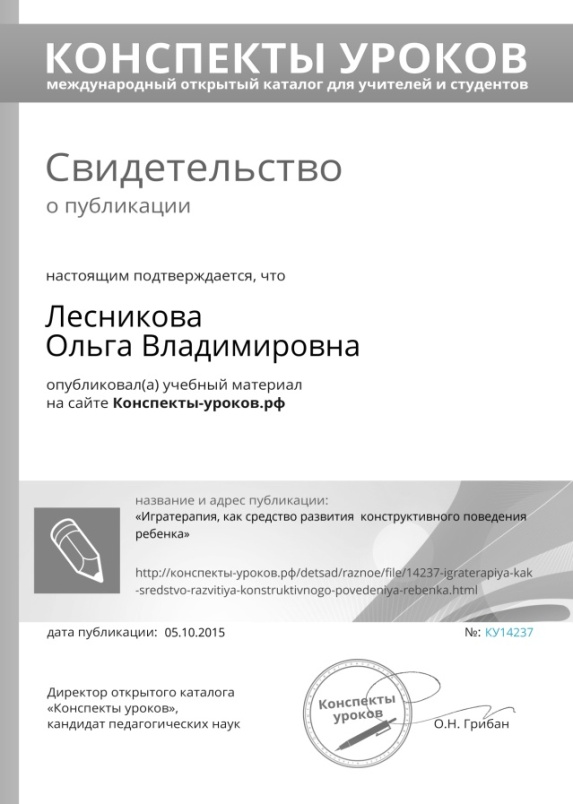 КОНСПЕКТЫ УРОКОВ
международный открытый каталог для учителей и студентов
Свидетельство
о публикации
настоящим подтверждается, что
Лесникова
Ольга Владимировна
опубликовал(а) учебный материал
на сайте Конспекты-уроков.рф
название и адрес публикации:
«Игратерапия, как средство развития конструктивного поведения
ребенка»
http://конспекты-уроков.рф/detsad/raznoe/file/14237-igraterapiya-kak
-sredstvo-razvitiya-konstruktivnogo-povedeniya-rebenka.html
дата публикации: 05.10.2015
№: КУ14237
Директор открытого каталога
«Конспекты уроков»,
кандидат педагогических наук
Конспекты
уроков
О.Н. Грибан